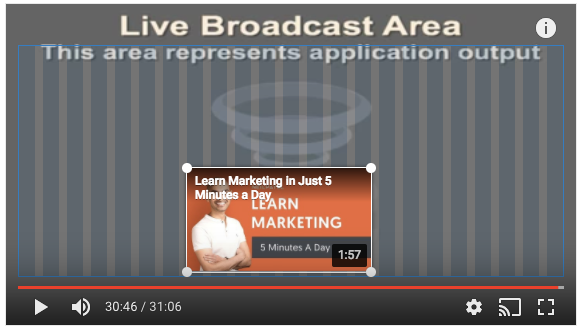 Live Broadcast Area
This area represents application output
Learn Marketing in Just 5
Minutes a Day
LEARN
MARKETING
5 Minutes A Day
1:57
30:46 / 31:06